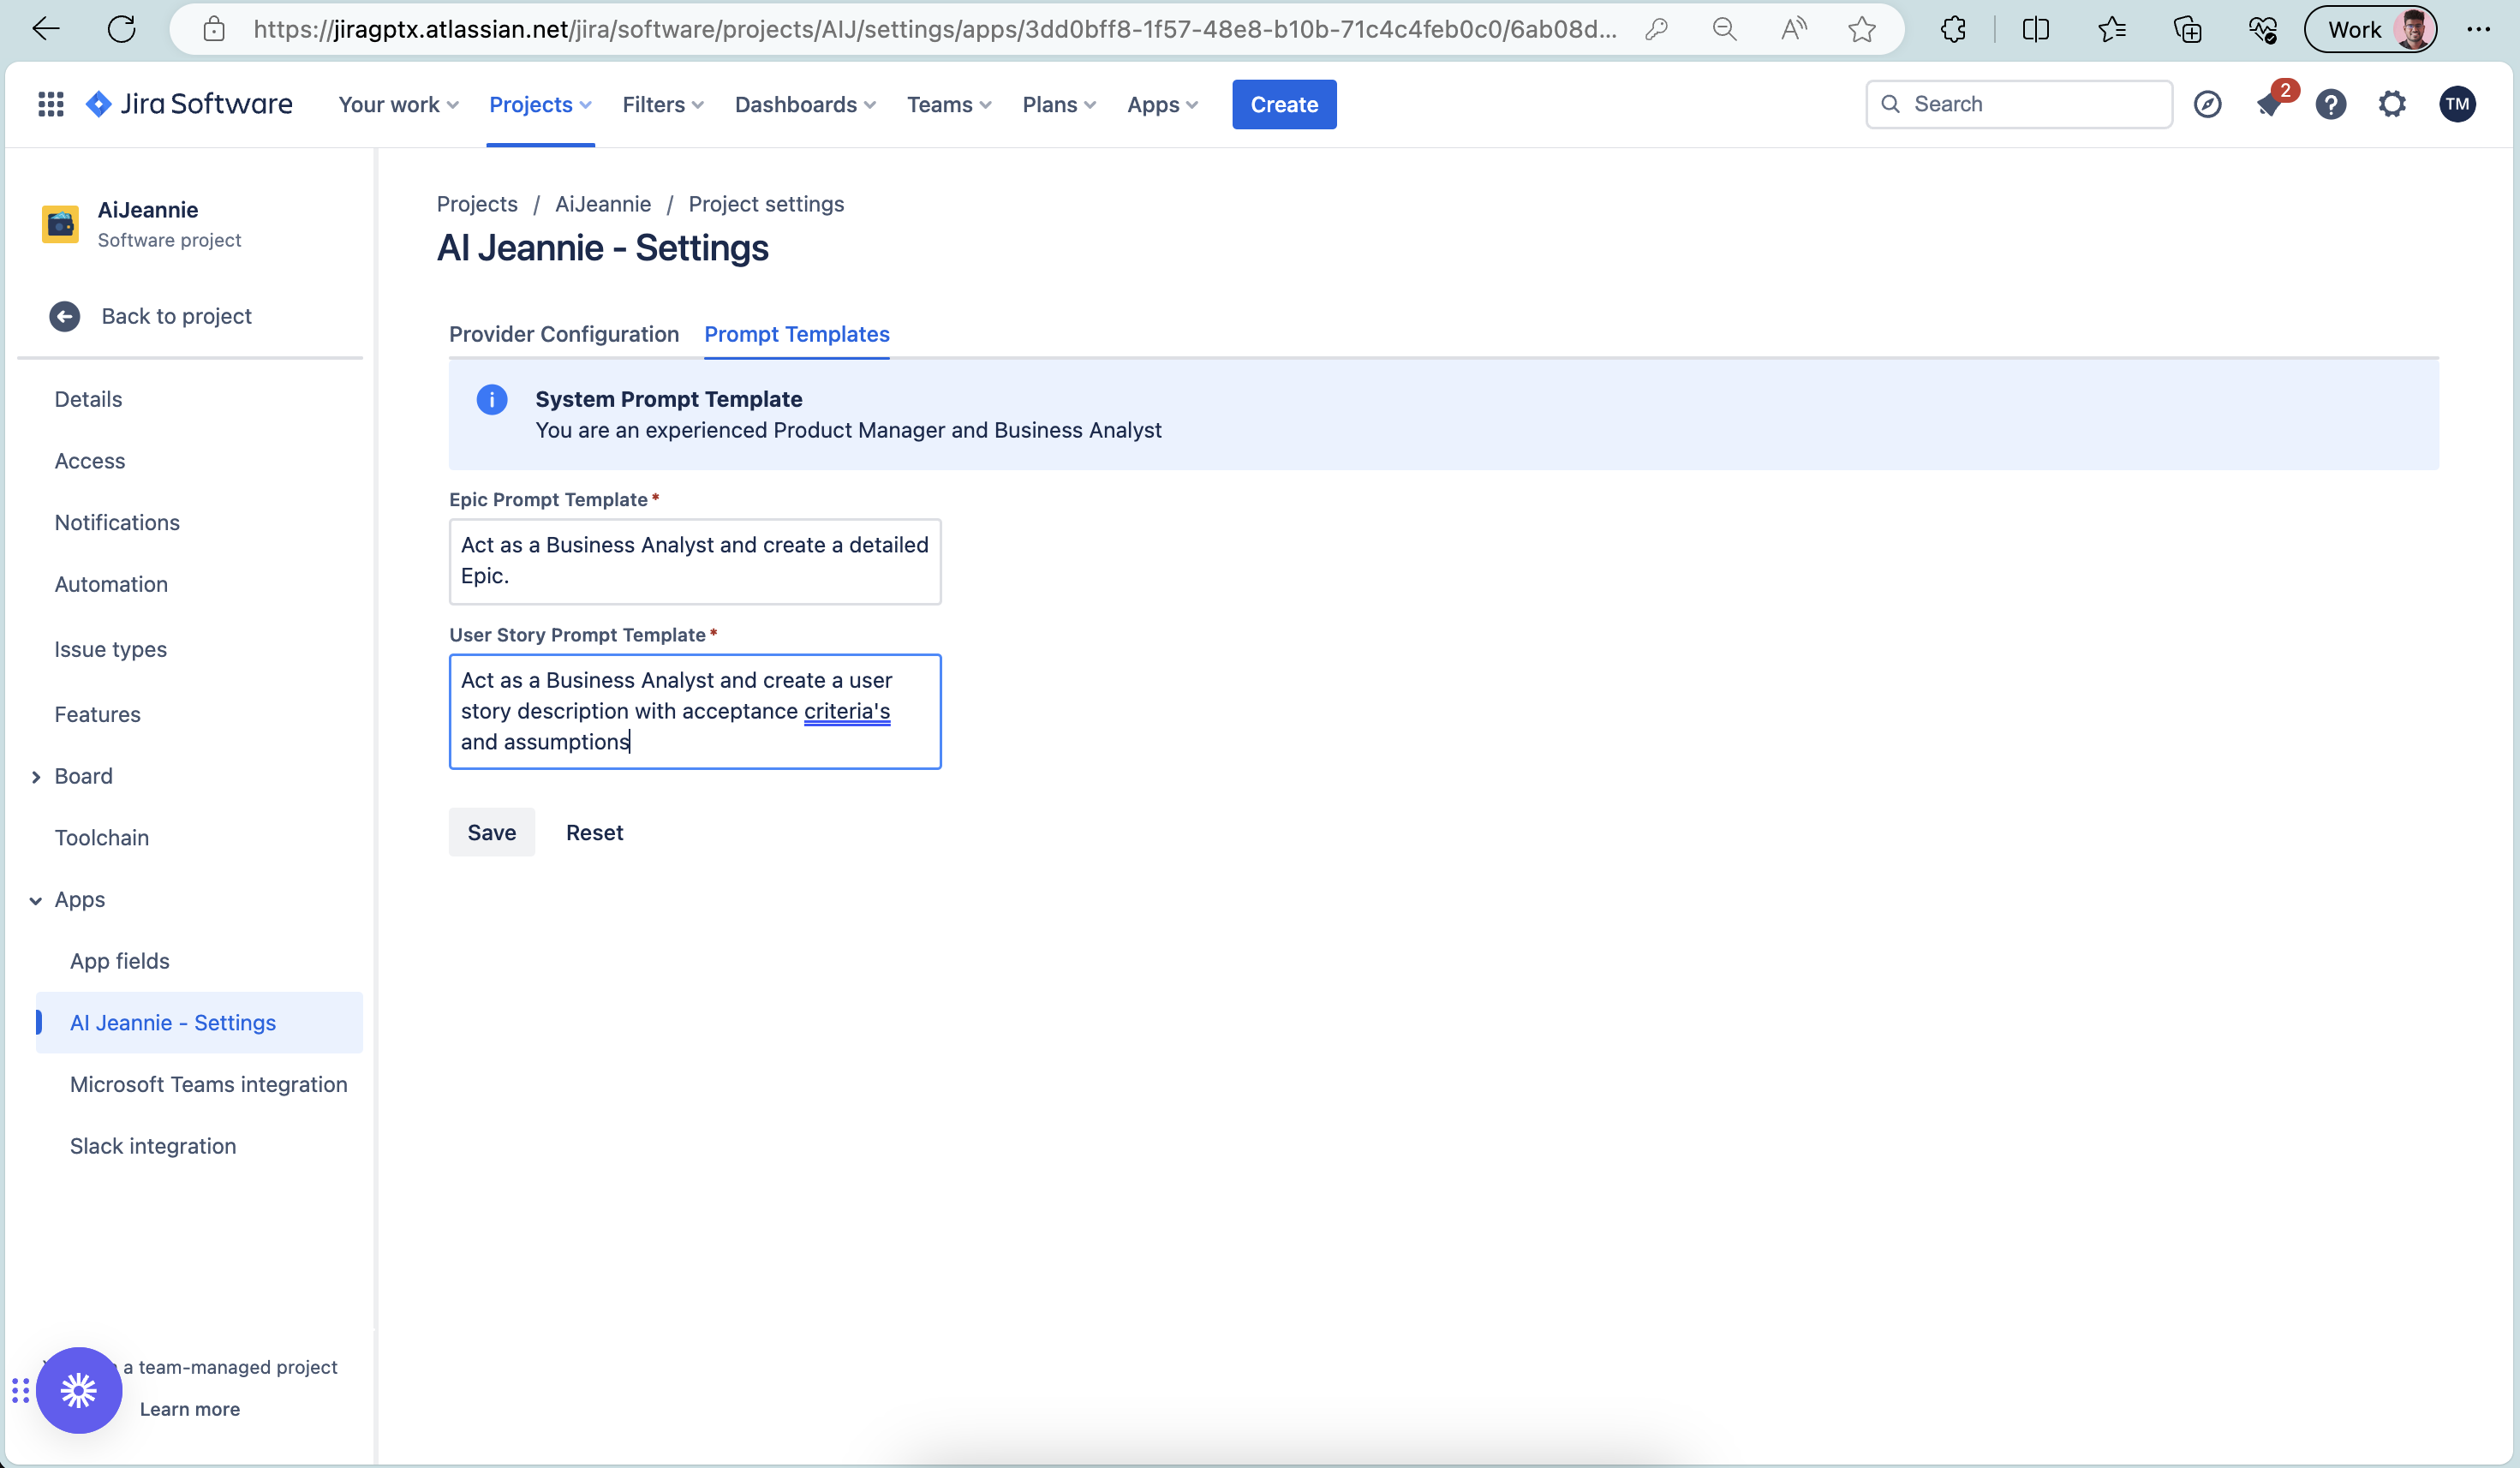 https://jiragptx.atlassian.net/jira/software/projects/AIJ/settings/apps/3dd0bff8-1f57-48e8-b10b-71c4c4feb0c0/6ab08d...
Work
Jira Software
Your work
Projects
Filters
Dashboards
Teams
Plans
Apps
Create
Search
2
TM
AiJeannie
Software project
Back to project
Details
Access
Notifications
Automation
Issue types
Features
Board
Toolchain
Apps
App fields
AI Jeannie - Settings
Microsoft Teams integration
Slack integration
a team-managed project
Learn more
Projects / AiJeannie / Project settings
AI Jeannie - Settings
Provider Configuration
Prompt Templates
System Prompt Template
You are an experienced Product Manager and Business Analyst
Epic Prompt Template*
Act as a Business Analyst and create a detailed
Epic.
User Story Prompt Template*
Act as a Business Analyst and create a user
story description with acceptance criteria's
and assumptions
Save
Reset